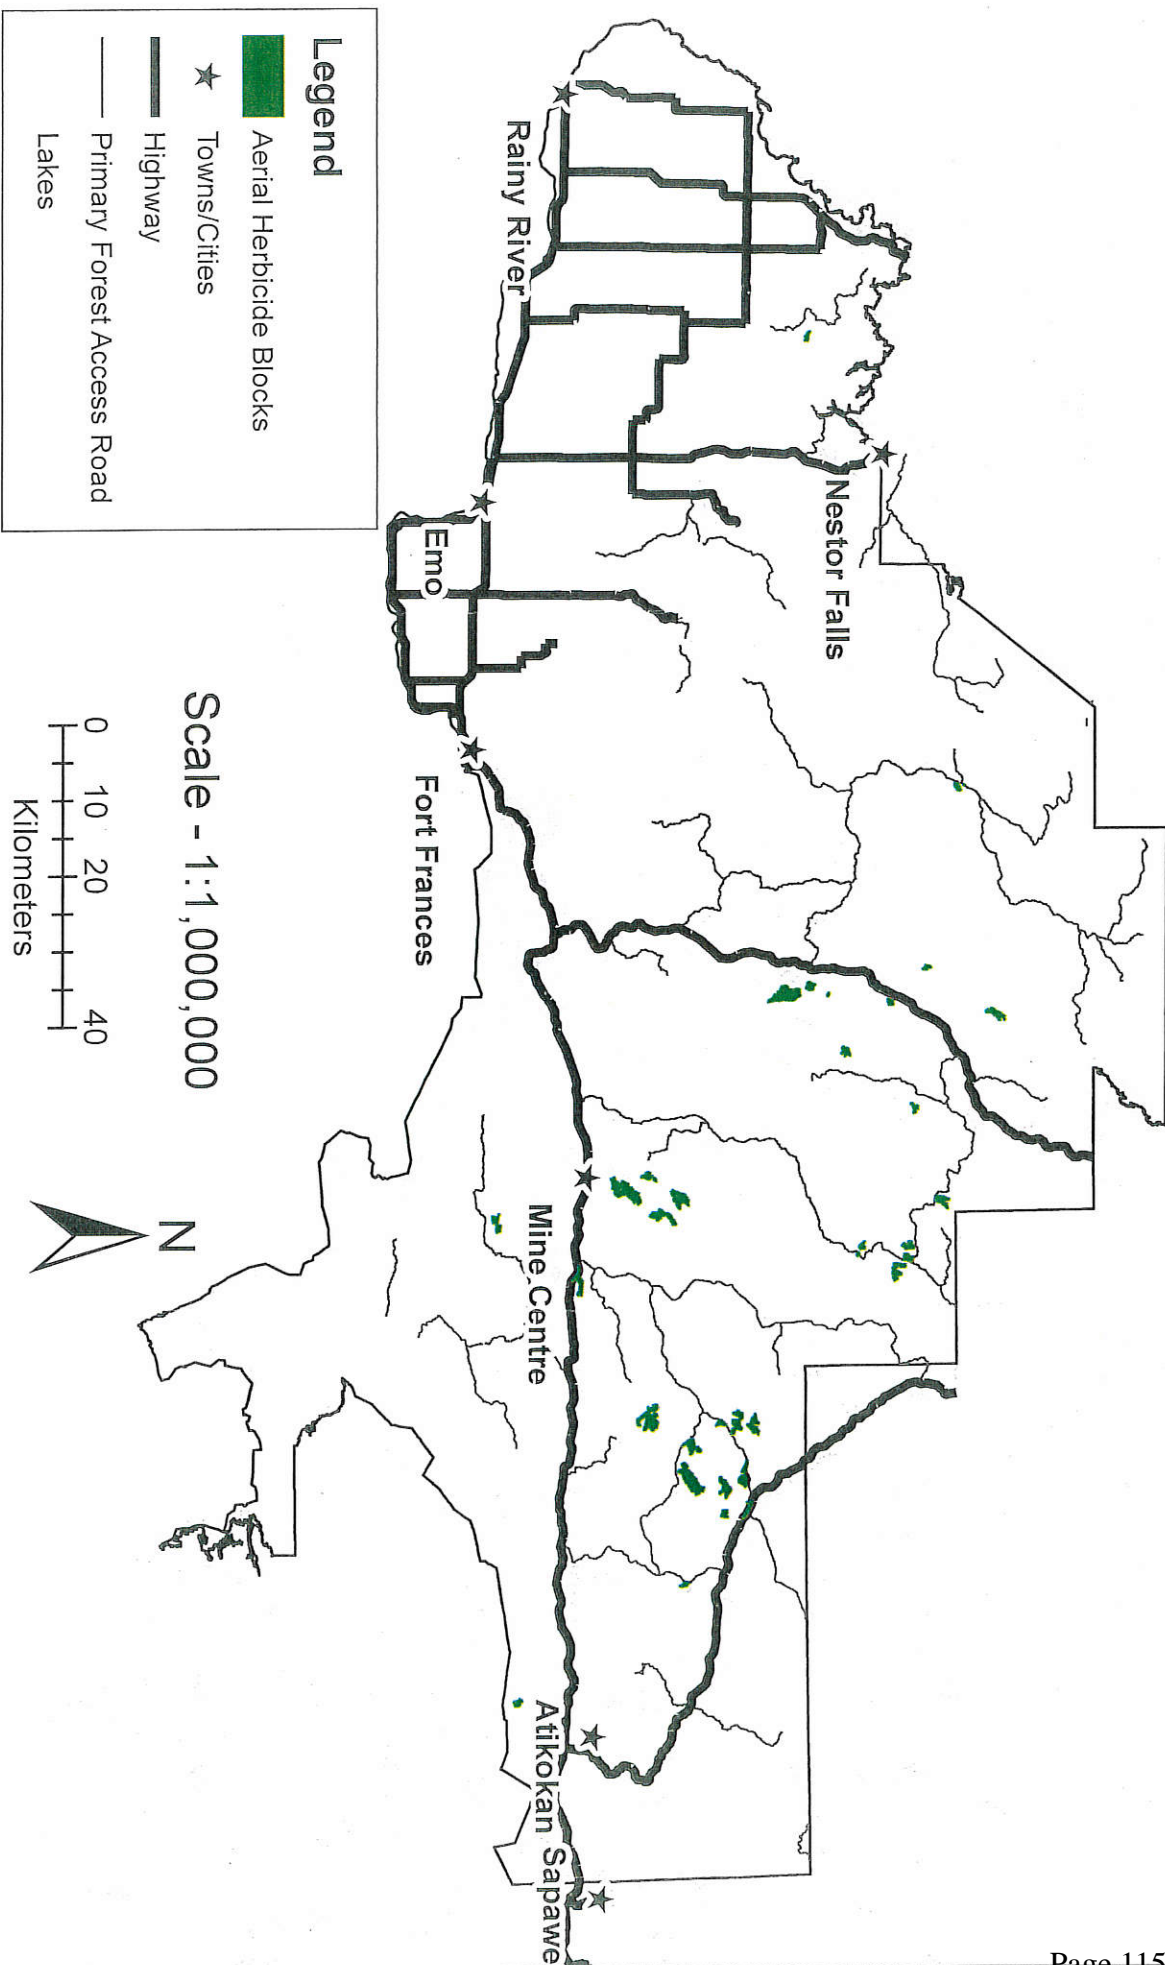 Legend
Aerial Herbicide Blocks
Towns/Cities
Highway
Primary Forest Access Road
Lakes
Rainy River
Nestor Falls
Emo
Fort Frances
Mine Centre
Atikokan
Sapawe
Scale - 1:1,000,000
0 10 20 40
Kilometers
N
Page 115